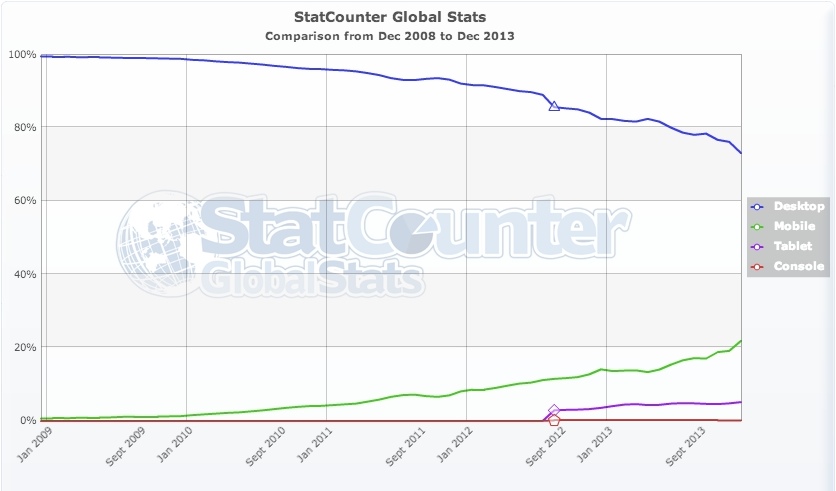 StatCounter Global Stats
Comparison from Dec 2008 to Dec 2013
100%
80%
60%
40%
20%
0%
StatCounter
GlobalStats
Desktop
Mobile
Tablet
Console
Jan 2009
Sept 2009
Jan 2010
Sept 2010
Jan 2011
Sept 2011
Jan 2012
Sept 2012
Jan 2013
Sept 2013